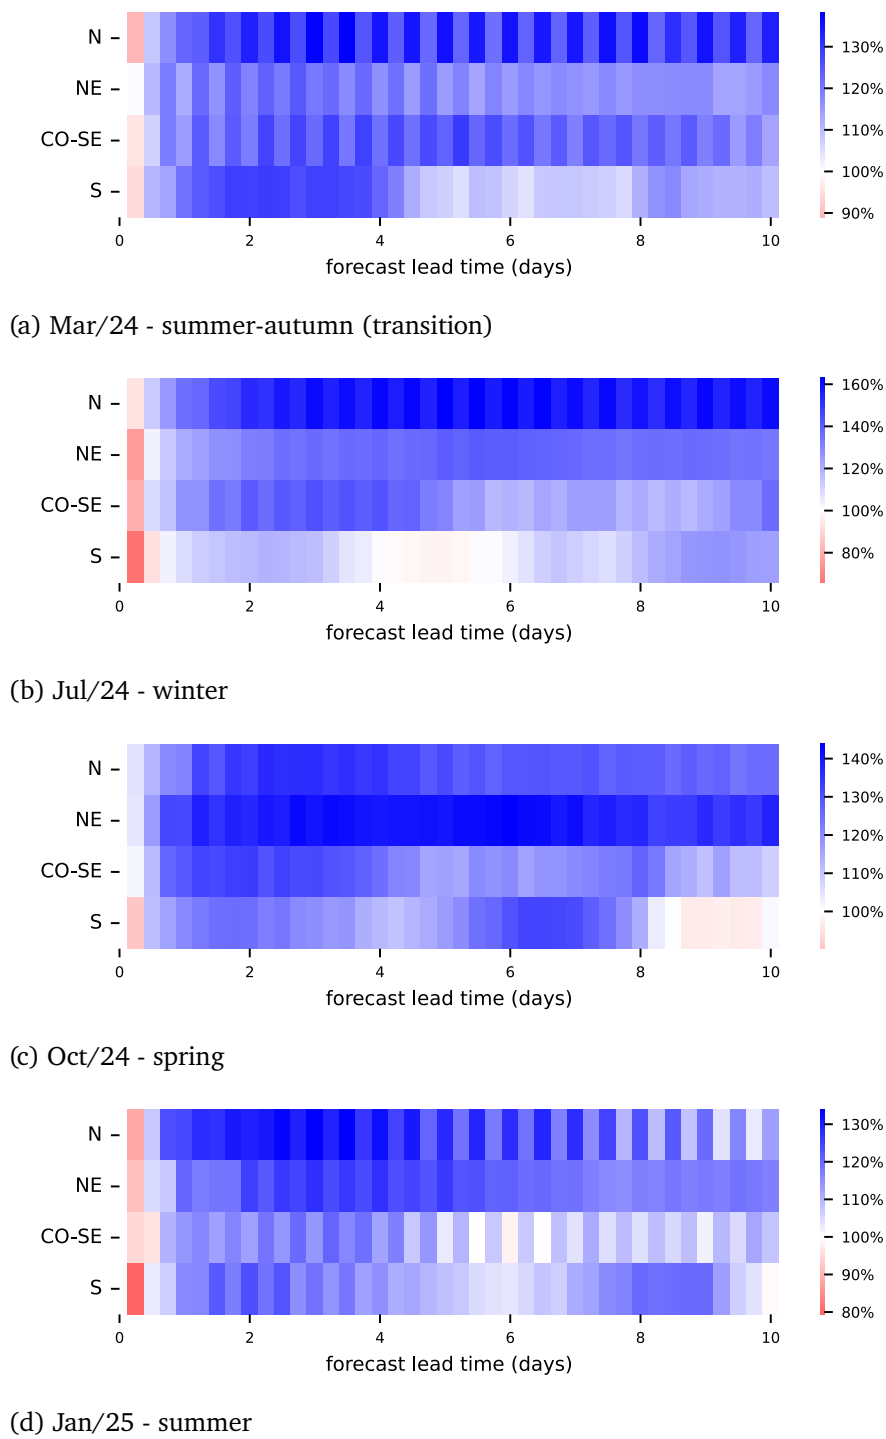 N
NE
CO-SE
S
130%
120%
110%
100%
90%
0 2 4 6 8 10
forecast lead time (days)
(a) Mar/24 - summer-autumn (transition)
N
NE
CO-SE
S
160%
140%
120%
100%
80%
0 2 4 6 8 10
forecast lead time (days)
(b) Jul/24 - winter
N
NE
CO-SE
S
140%
130%
120%
110%
100%
0 2 4 6 8 10
forecast lead time (days)
(c) Oct/24 - spring
N
NE
CO-SE
S
130%
120%
110%
100%
90%
80%
0 2 4 6 8 10
forecast lead time (days)
(d) Jan/25 - summer